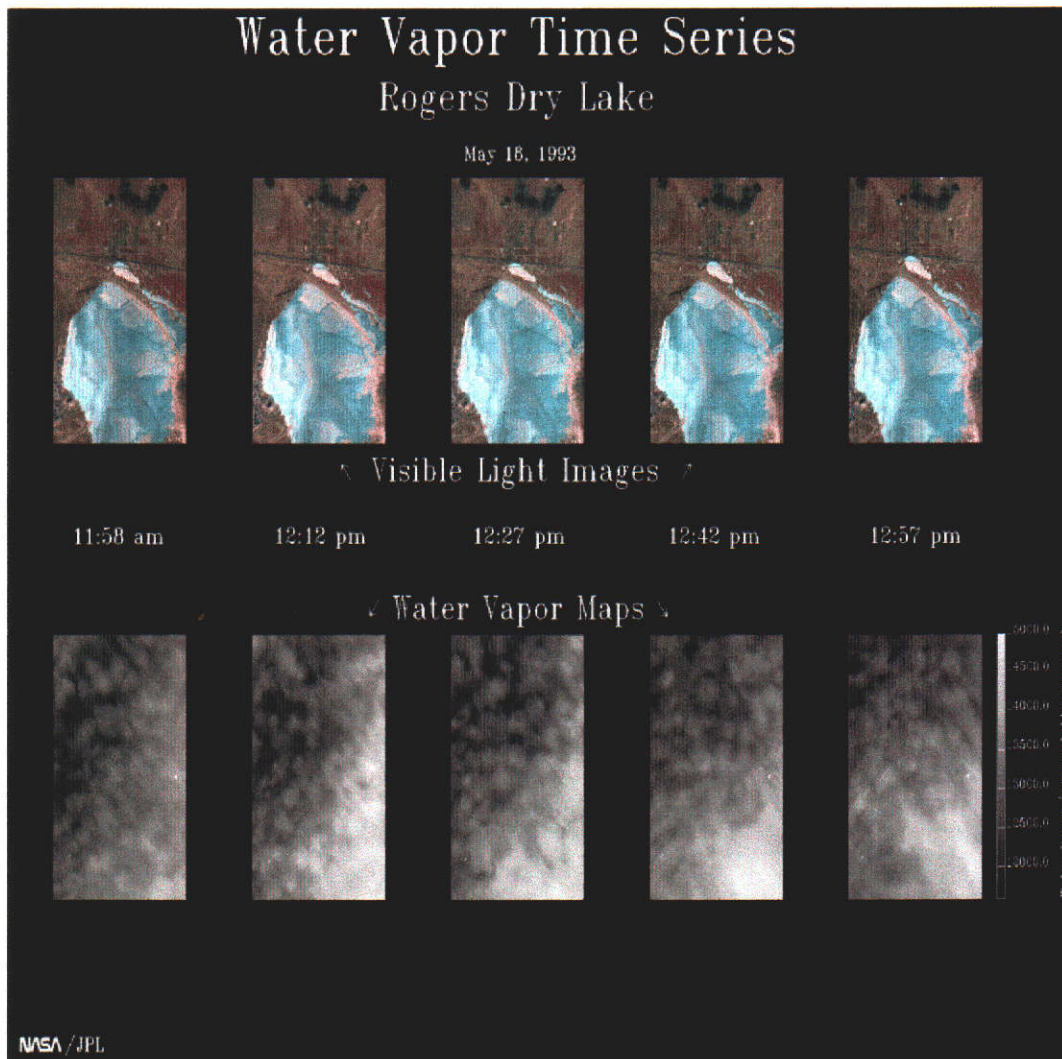 Water Vapor Time Series
Rogers Dry Lake
May 18, 1993
↖ Visible Light Images ↗
11:58 am 12:12 pm 12:27 pm 12:42 pm 12:57 pm
↙ Water Vapor Maps ↘
NASA/JPL